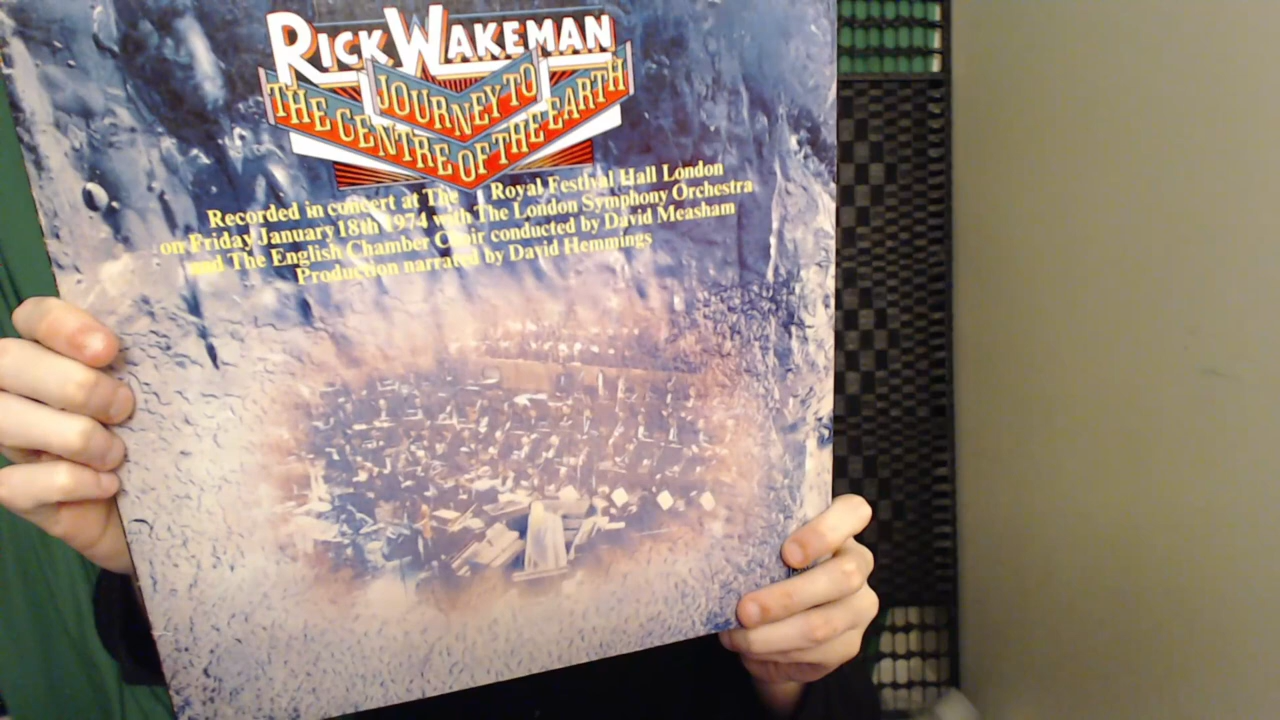 RICK WAKEMAN
JOURNEY TO
THE CENTRE OF THE EARTH
Recorded in concert at The Royal Festival Hall London
on Friday January 18th 1974 with The London Symphony Orchestra
and The English Chamber Choir conducted by David Measham
Production narrated by David Hemmings